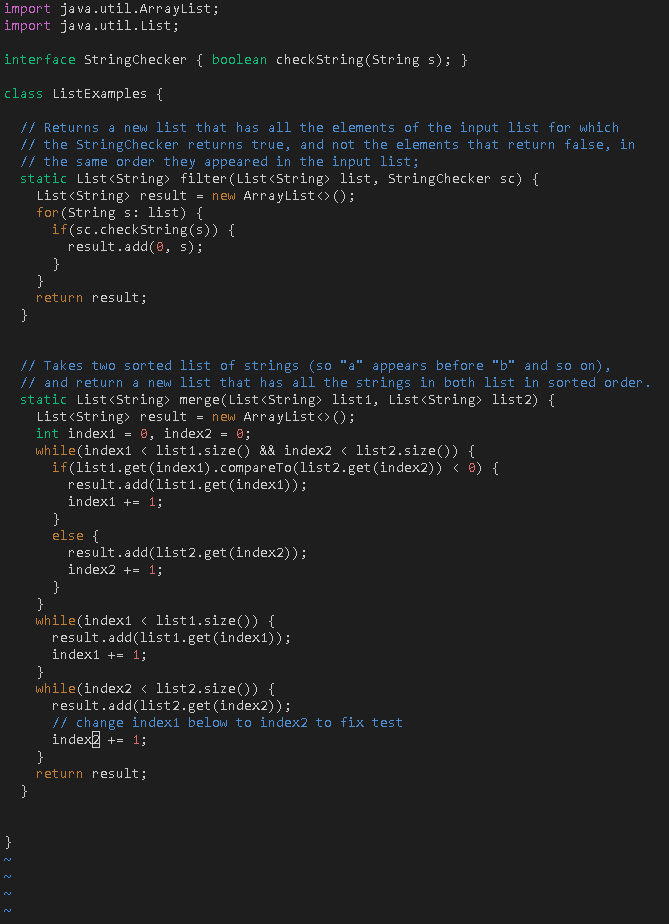 import java.util.ArrayList;
import java.util.List;

interface StringChecker { boolean checkString(String s); }

class ListExamples {

  // Returns a new list that has all the elements of the input list for which
  // the StringChecker returns true, and not the elements that return false, in
  // the same order they appeared in the input list;
  static List<String> filter(List<String> list, StringChecker sc) {
    List<String> result = new ArrayList<>();
    for(String s: list) {
      if(sc.checkString(s)) {
        result.add(0, s);
      }
    }
    return result;
  }


  // Takes two sorted list of strings (so "a" appears before "b" and so on),
  // and return a new list that has all the strings in both list in sorted order.
  static List<String> merge(List<String> list1, List<String> list2) {
    List<String> result = new ArrayList<>();
    int index1 = 0, index2 = 0;
    while(index1 < list1.size() && index2 < list2.size()) {
      if(list1.get(index1).compareTo(list2.get(index2)) < 0) {
        result.add(list1.get(index1));
        index1 += 1;
      }
      else {
        result.add(list2.get(index2));
        index2 += 1;
      }
    }
    while(index1 < list1.size()) {
      result.add(list1.get(index1));
      index1 += 1;
    }
    while(index2 < list2.size()) {
      result.add(list2.get(index2));
      // change index1 below to index2 to fix test
      index2 += 1;
    }
    return result;
  }


}
~
~
~
~